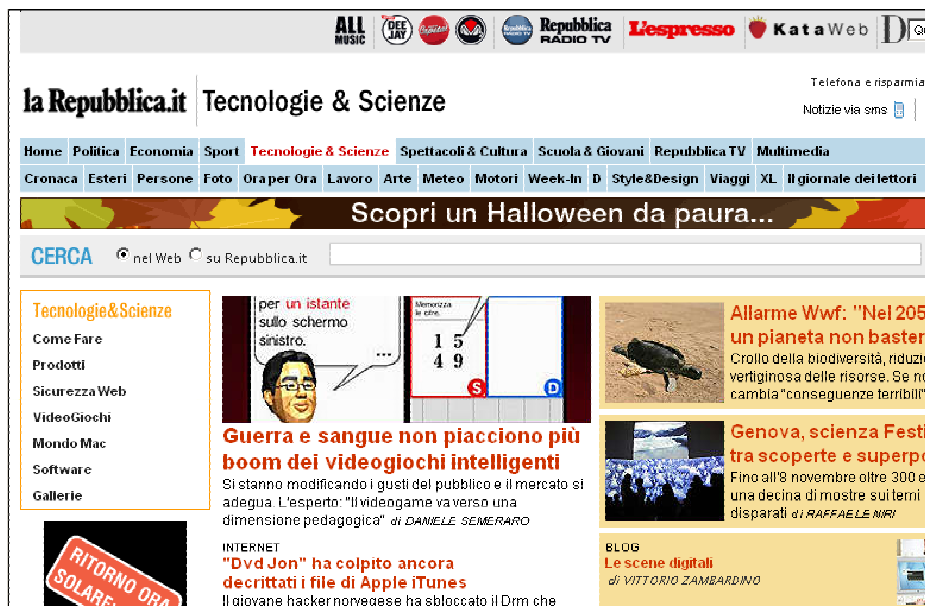 ALL MUSIC DEE JAY Capital Repubblica RADIO TV L'espresso KataWeb D
Telefona e risparmia
la Repubblica.it Tecnologie & Scienze
Notizie via sms
Home Politica Economia Sport Tecnologie & Scienze Spettacoli & Cultura Scuola & Giovani Repubblica TV Multimedia
Cronaca Esteri Persone Foto Ora per Ora Lavoro Arte Meteo Motori Week-In D Style&Design Viaggi XL Il giornale dei lettori
Scopri un Halloween da paura...
CERCA nel Web su Repubblica.it
Tecnologie&Scienze
Come Fare
Prodotti
Sicurezza Web
VideoGiochi
Mondo Mac
Software
Gallerie
RITORNO ORA
SOLARE
per un istante
sullo schermo
sinistro.
...
Memorizza
le cifre.
1 5
4 9
S D
Guerra e sangue non piacciono più
boom dei videogiochi intelligenti
Si stanno modificando i gusti del pubblico e il mercato si
adegua. L'esperto: "Il videogame va verso una
dimensione pedagogica" di DANIELE SEMERARO
INTERNET
"Dvd Jon" ha colpito ancora
decrittati i file di Apple iTunes
Il giovane hacker norvegese ha sbloccato il Drm che
Allarme Wwf: "Nel 205
un pianeta non baster
Crollo della biodiversità, riduzi
vertiginosa delle risorse. Se no
cambia "conseguenze terribili"
Genova, scienza Festi
tra scoperte e superpo
Fino all'8 novembre oltre 300 e
una decina di mostre sui temi
disparati di RAFFAELE NIRI
BLOG
Le scene digitali
di VITTORIO ZAMBARDINO